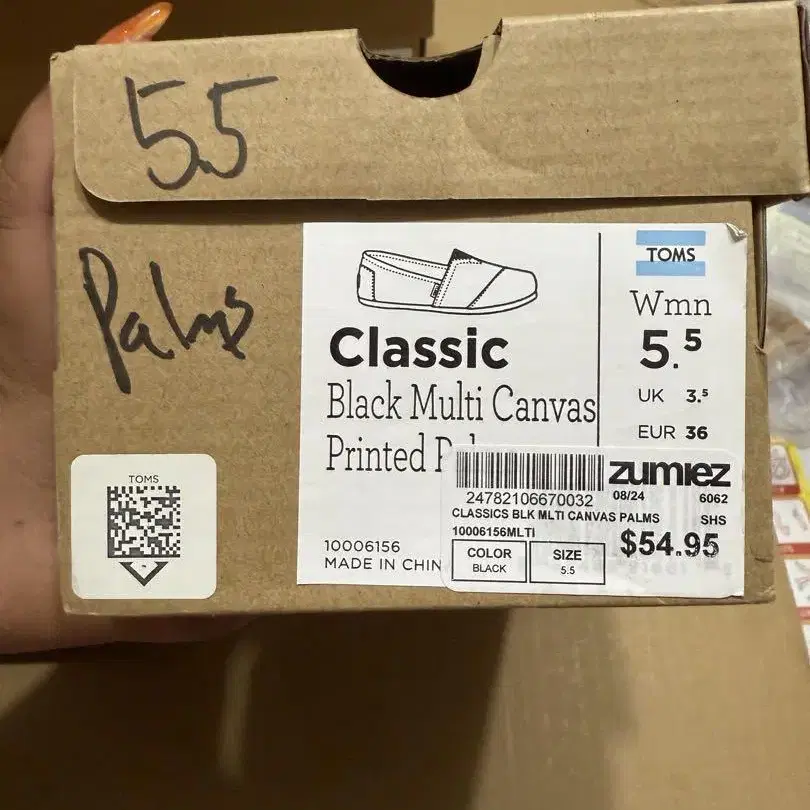 5.5
Palms
TOMS
Classic
Black Multi Canvas
Printed
10006156
MADE IN CHIN
TOMS
Wmn
5.5
UK 3.5
EUR 36
zumiez
24782106670032 08/24 6062
CLASSICS BLK MLTI CANVAS PALMS SHS
10006156MLTI
$54.95
COLOR
BLACK
SIZE
5.5